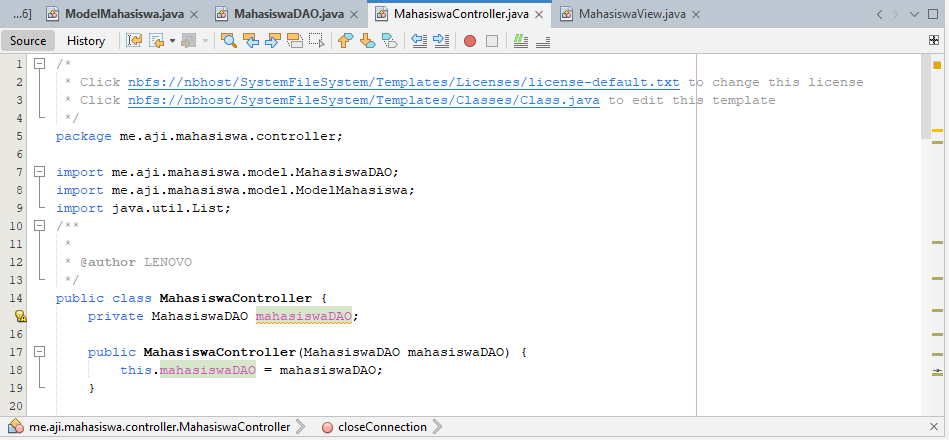 ...6] ModelMahasiswa.java MahasiswaDAO.java MahasiswaController.java MahasiswaView.java
Source History
1 /*
2 * Click nbfs://nbhost/SystemFileSystem/Templates/Licenses/license-default.txt to change this license
3 * Click nbfs://nbhost/SystemFileSystem/Templates/Classes/Class.java to edit this template
4 */
5 package me.aji.mahasiswa.controller;
6
7 import me.aji.mahasiswa.model.MahasiswaDAO;
8 import me.aji.mahasiswa.model.ModelMahasiswa;
9 import java.util.List;
10 /**
11 *
12 * @author LENOVO
13 */
14 public class MahasiswaController {
private MahasiswaDAO mahasiswaDAO;
16
17 public MahasiswaController(MahasiswaDAO mahasiswaDAO) {
18 this.mahasiswaDAO = mahasiswaDAO;
19 }
20
me.aji.mahasiswa.controller.MahasiswaController closeConnection